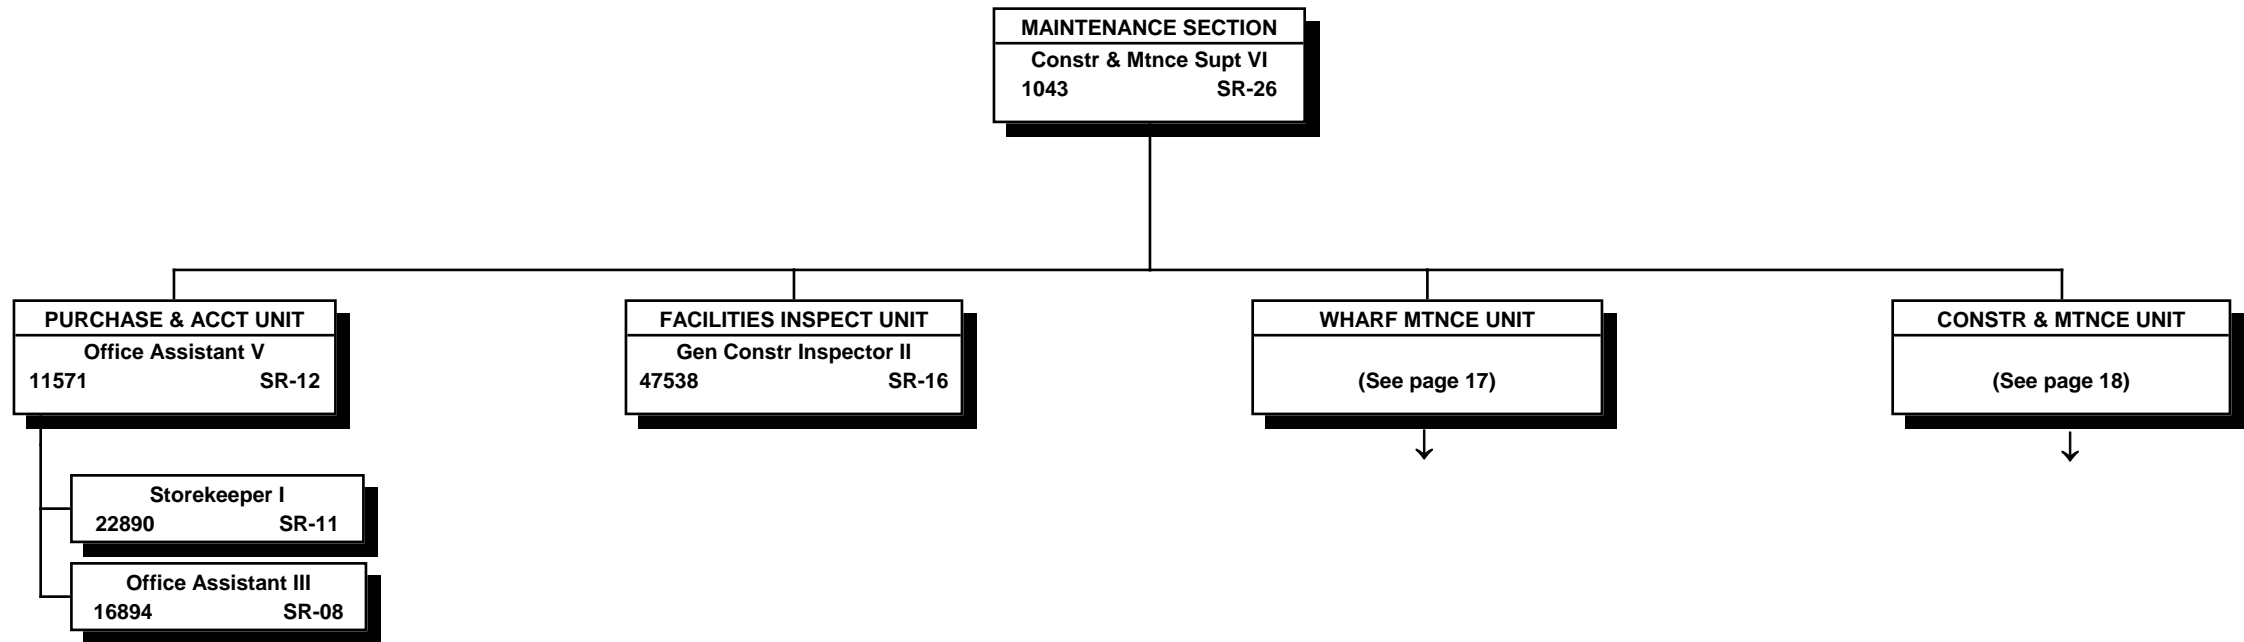 MAINTENANCE SECTION
Constr & Mtnce Supt VI
1043 SR-26
PURCHASE & ACCT UNIT
Office Assistant V
11571 SR-12
FACILITIES INSPECT UNIT
Gen Constr Inspector II
47538 SR-16
WHARF MTNCE UNIT
(See page 17)
CONSTR & MTNCE UNIT
(See page 18)
Storekeeper I
22890 SR-11
Office Assistant III
16894 SR-08